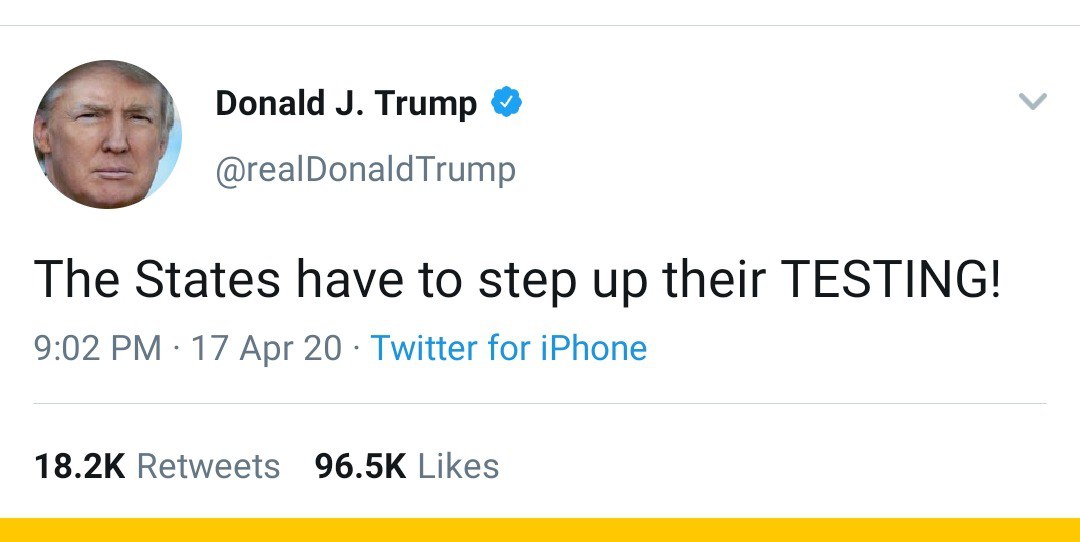 Donald J. Trump
@realDonaldTrump
The States have to step up their TESTING!
9:02 PM · 17 Apr 20 · Twitter for iPhone
18.2K Retweets 96.5K Likes